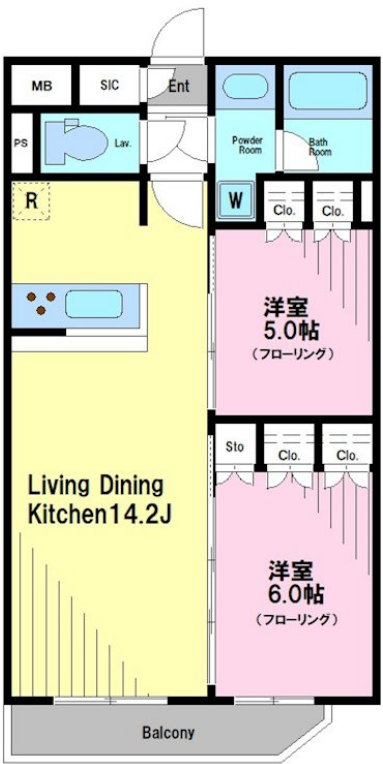 MB
SIC
Ent
PS
Lav.
Powder
Room
Bath
Room
R
W
Clo.
Clo.
洋室
5.0帖
(フローリング)
Sto
Clo.
Clo.
Living Dining
Kitchen14.2J
洋室
6.0帖
(フローリング)
Balcony